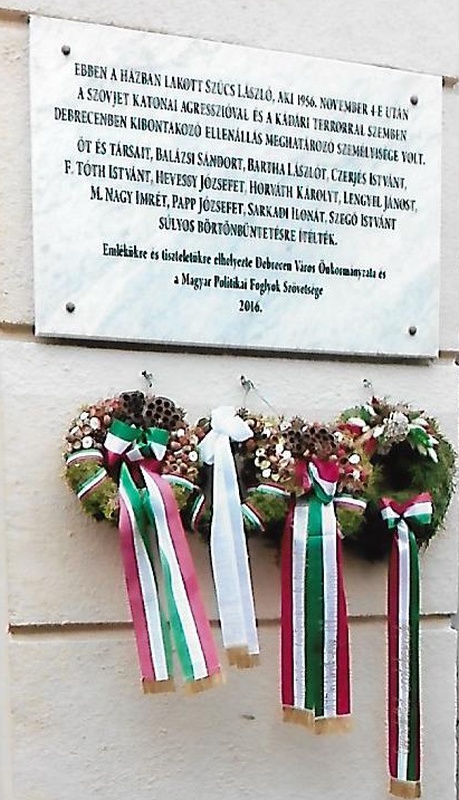 EBBEN A HÁZBAN LAKOTT SZŰCS LÁSZLÓ, AKI 1956. NOVEMBER 4-E UTÁN
A SZOVJET KATONAI AGRESSZIÓVAL ÉS A KÁDÁRI TERRORRAL SZEMBEN
DEBRECENBEN KIBONTAKOZÓ ELLENÁLLÁS MEGHATÁROZÓ SZEMÉLYISÉGE VOLT.
ŐT ÉS TÁRSAIT, BALÁZSI SÁNDORT, BARTHA LÁSZLÓT, CZERJÉS ISTVÁNT,
F. TÓTH ISTVÁNT, HEVESSY JÓZSEFET, HORVÁTH KÁROLYT, LENGYEL JÁNOST,
M. NAGY IMRÉT, PAPP JÓZSEFET, SARKADI ILONÁT, SZEGŐ ISTVÁNT
SÚLYOS BÖRTÖNBÜNTETÉSRE ÍTÉLTÉK.
Emlékükre és tiszteletükre elhelyezte Debrecen Város Önkormányzata és
a Magyar Politikai Foglyok Szövetsége
2016.